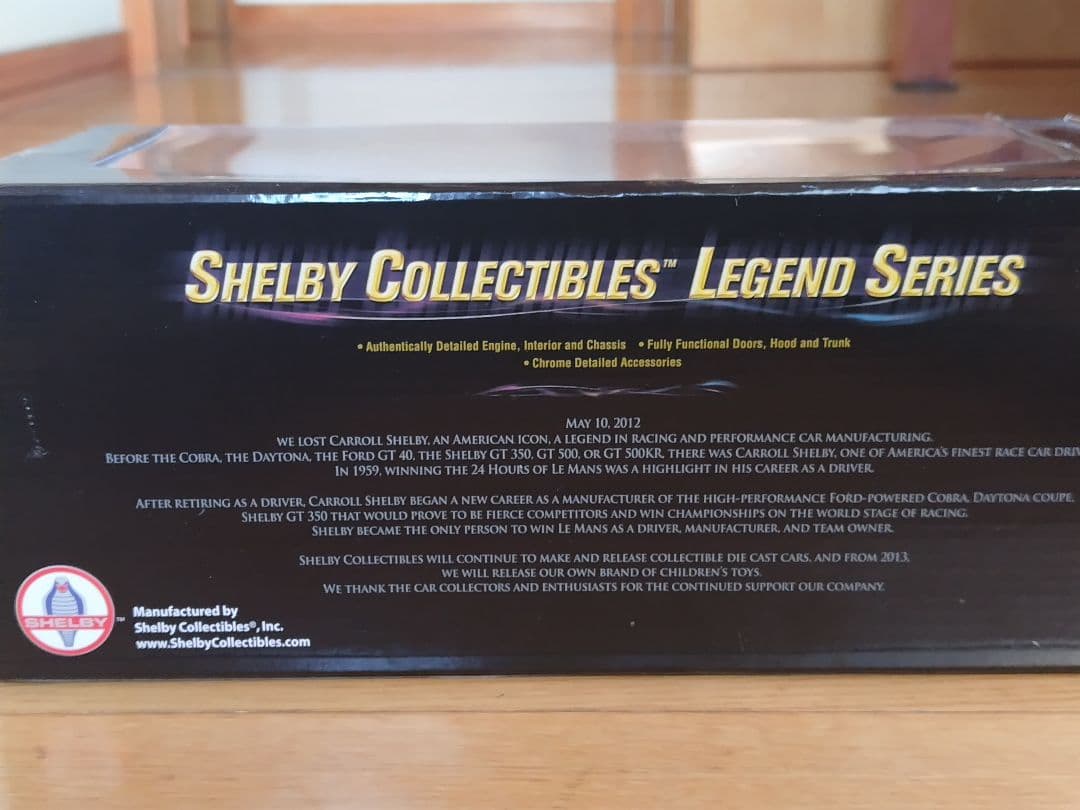 SHELBY COLLECTIBLES™ LEGEND SERIES
• Authentically Detailed Engine, Interior and Chassis • Fully Functional Doors, Hood and Trunk
• Chrome Detailed Accessories
MAY 10, 2012
WE LOST CARROLL SHELBY, AN AMERICAN ICON, A LEGEND IN RACING AND PERFORMANCE CAR MANUFACTURING.
BEFORE THE COBRA, THE DAYTONA, THE FORD GT 40, THE SHELBY GT 350, GT 500, OR GT 500KR, THERE WAS CARROLL SHELBY, ONE OF AMERICA'S FINEST RACE CAR DRIV
IN 1959, WINNING THE 24 HOURS OF LE MANS WAS A HIGHLIGHT IN HIS CAREER AS A DRIVER.
AFTER RETIRING AS A DRIVER, CARROLL SHELBY BEGAN A NEW CAREER AS A MANUFACTURER OF THE HIGH-PERFORMANCE FORD-POWERED COBRA, DAYTONA COUPE,
SHELBY GT 350 THAT WOULD PROVE TO BE FIERCE COMPETITORS AND WIN CHAMPIONSHIPS ON THE WORLD STAGE OF RACING.
SHELBY BECAME THE ONLY PERSON TO WIN LE MANS AS A DRIVER, MANUFACTURER, AND TEAM OWNER.
SHELBY COLLECTIBLES WILL CONTINUE TO MAKE AND RELEASE COLLECTIBLE DIE CAST CARS, AND FROM 2013,
WE WILL RELEASE OUR OWN BRAND OF CHILDREN'S TOYS.
WE THANK THE CAR COLLECTORS AND ENTHUSIASTS FOR THE CONTINUED SUPPORT OUR COMPANY.
SHELBY™
Manufactured by
Shelby Collectibles®, Inc.
www.ShelbyCollectibles.com